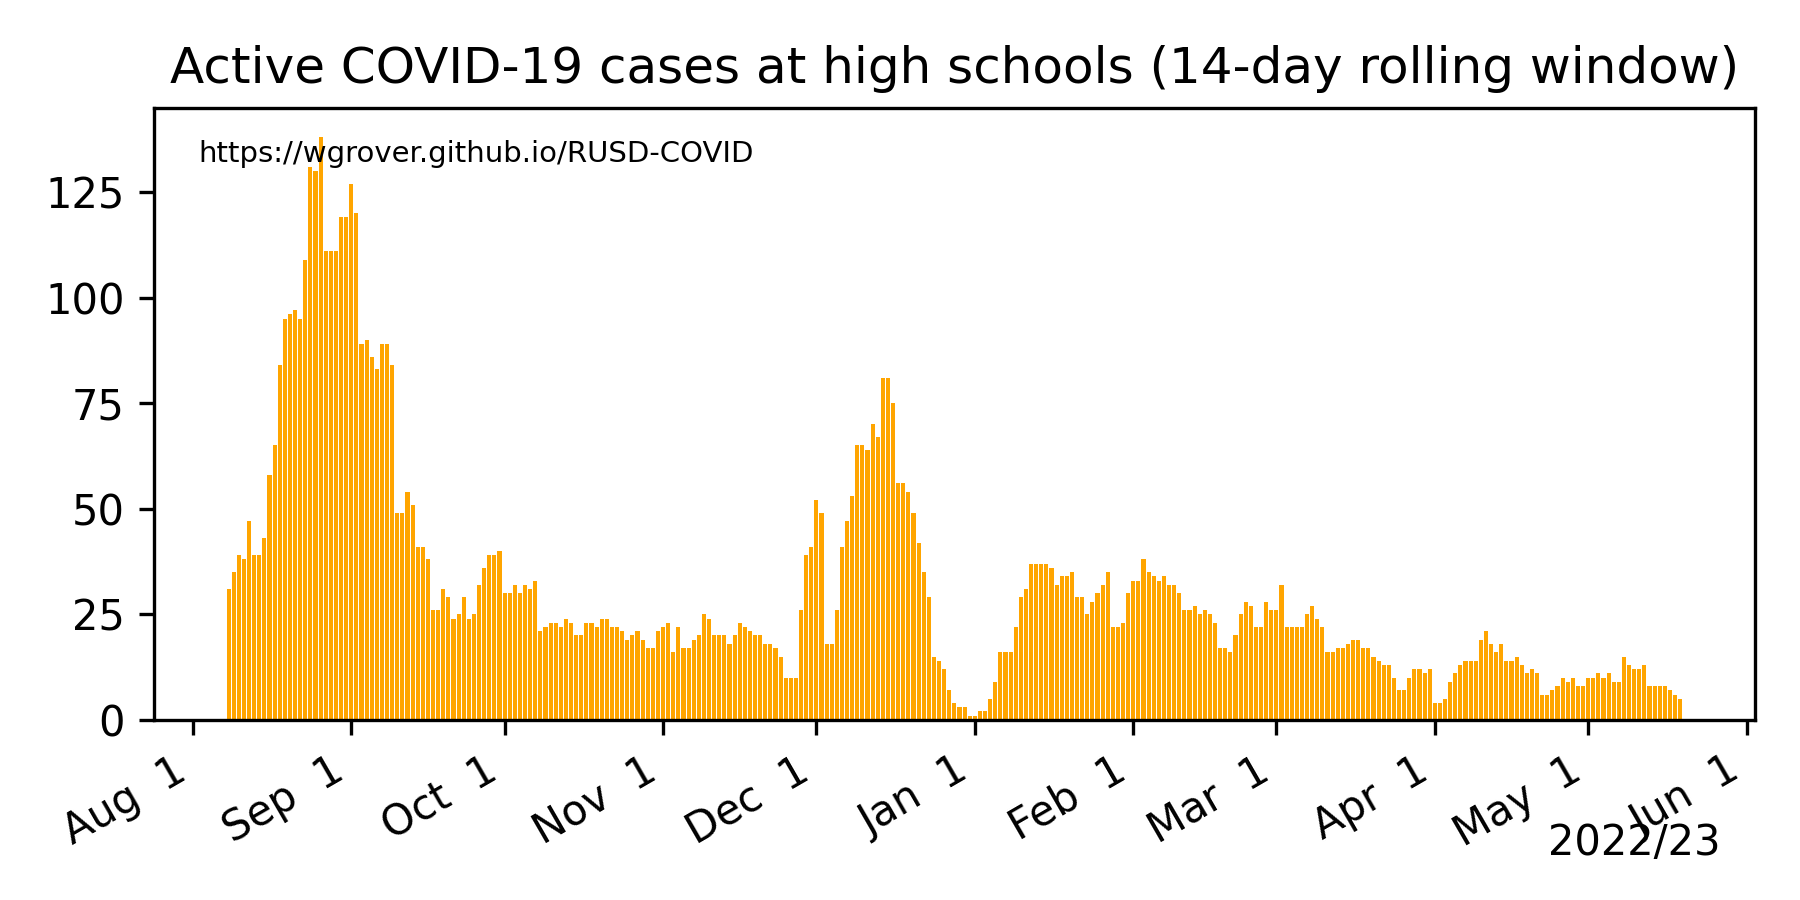 Active COVID-19 cases at high schools (14-day rolling window)
https://wgrover.github.io/RUSD-COVID
125
100
75
50
25
0
Aug 1 Sep 1 Oct 1 Nov 1 Dec 1 Jan 1 Feb 1 Mar 1 Apr 1 May 1 Jun 1
2022/23